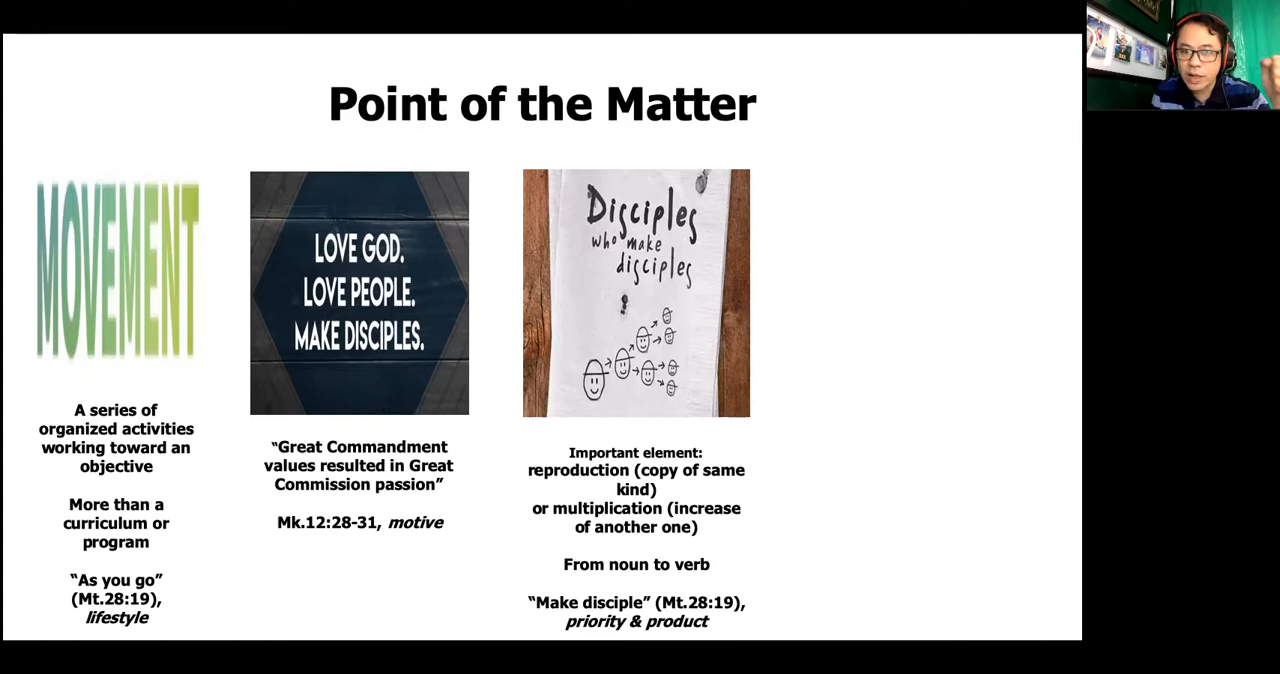 Point of the Matter
MOVEMENT
A series of
organized activities
working toward an
objective
More than a
curriculum or
program
“As you go”
(Mt.28:19),
lifestyle
LOVE GOD.
LOVE PEOPLE.
MAKE DISCIPLES.
“Great Commandment
values resulted in Great
Commission passion”
Mk.12:28-31, motive
Disciples
who make
disciples
Important element:
reproduction (copy of same
kind)
or multiplication (increase
of another one)
From noun to verb
“Make disciple” (Mt.28:19),
priority & product